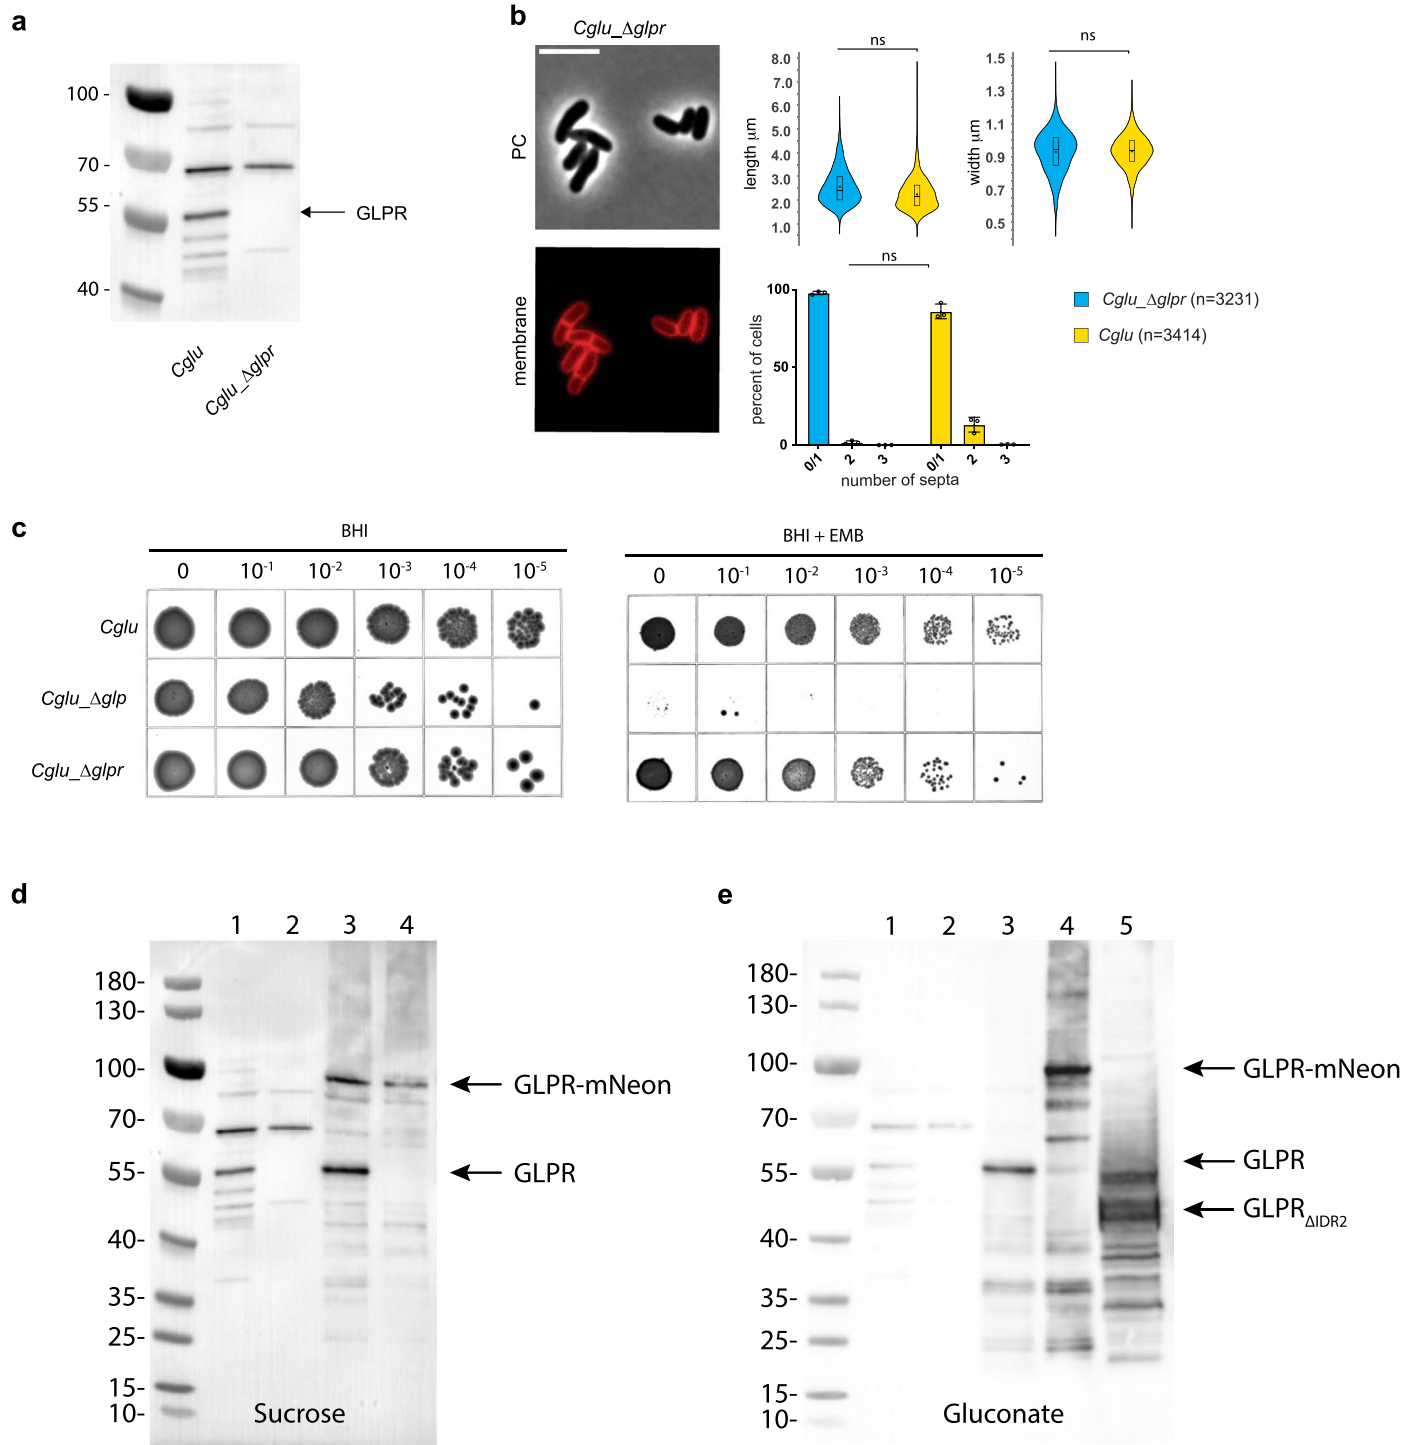 a
100 -
70 -
55 -
40 -
GLPR
Cglu
Cglu_Δglpr
b
Cglu_Δglpr
PC
membrane
ns
8.0
7.0
6.0
5.0
4.0
3.0
2.0
1.0
length μm
ns
1.5
1.3
1.1
0.9
0.7
0.5
width μm
ns
100
50
0
percent of cells
0/1 2 3 0/1 2 3
number of septa
Cglu_Δglpr (n=3231)
Cglu (n=3414)
c
BHI
0 10⁻¹ 10⁻² 10⁻³ 10⁻⁴ 10⁻⁵
BHI + EMB
0 10⁻¹ 10⁻² 10⁻³ 10⁻⁴ 10⁻⁵
Cglu
Cglu_Δglp
Cglu_Δglpr
d
1 2 3 4
180-
130-
100-
70-
55-
40-
35-
25-
15-
10-
GLPR-mNeon
GLPR
Sucrose
e
1 2 3 4 5
180-
130-
100-
70-
55-
40-
35-
25-
15-
10-
GLPR-mNeon
GLPR
GLPR ΔIDR2
Gluconate